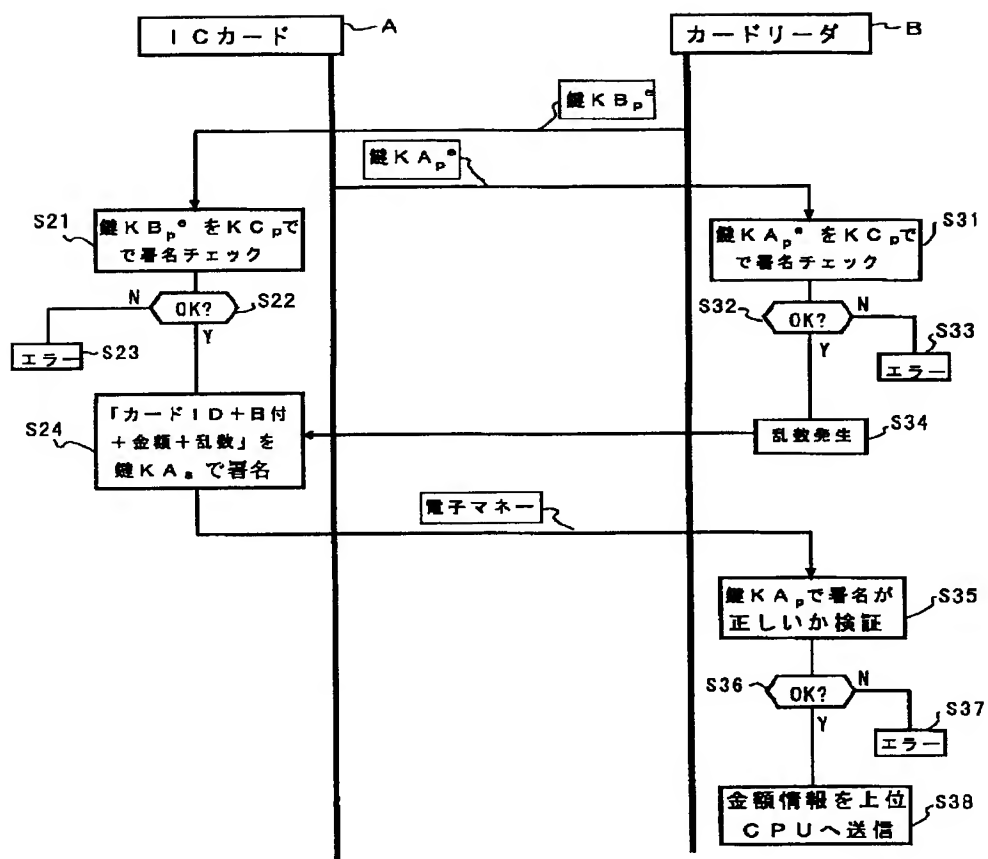 ICカード
A
カードリーダ
B
鍵KBpᵉ
鍵KApᵉ
S21
鍵KBpᵉ をKCpで
で署名チェック
S31
鍵KApᵉ をKCpで
で署名チェック
N
OK?
S22
Y
エラー
S23
S32
OK?
N
Y
S33
エラー
S24
「カードID+日付
+金額+乱数」を
鍵KAs で署名
乱数発生
S34
電子マネー
鍵KApで署名が
正しいか検証
S35
S36
OK?
N
Y
S37
エラー
金額情報を上位
CPUへ送信
S38